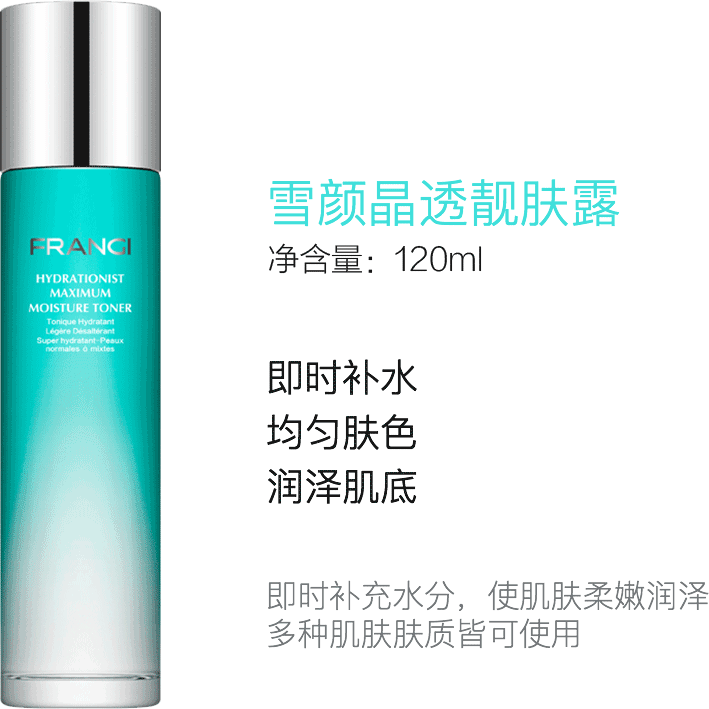 FRANGI
HYDRATIONIST
MAXIMUM
MOISTURE TONER
Tonique Hydratant
Légère Désaltérant
Super hydratant-Peaux
normales ó mixtes
雪颜晶透靓肤露
净含量：120ml
即时补水
均匀肤色
润泽肌底
即时补充水分，使肌肤柔嫩润泽
多种肌肤肤质皆可使用